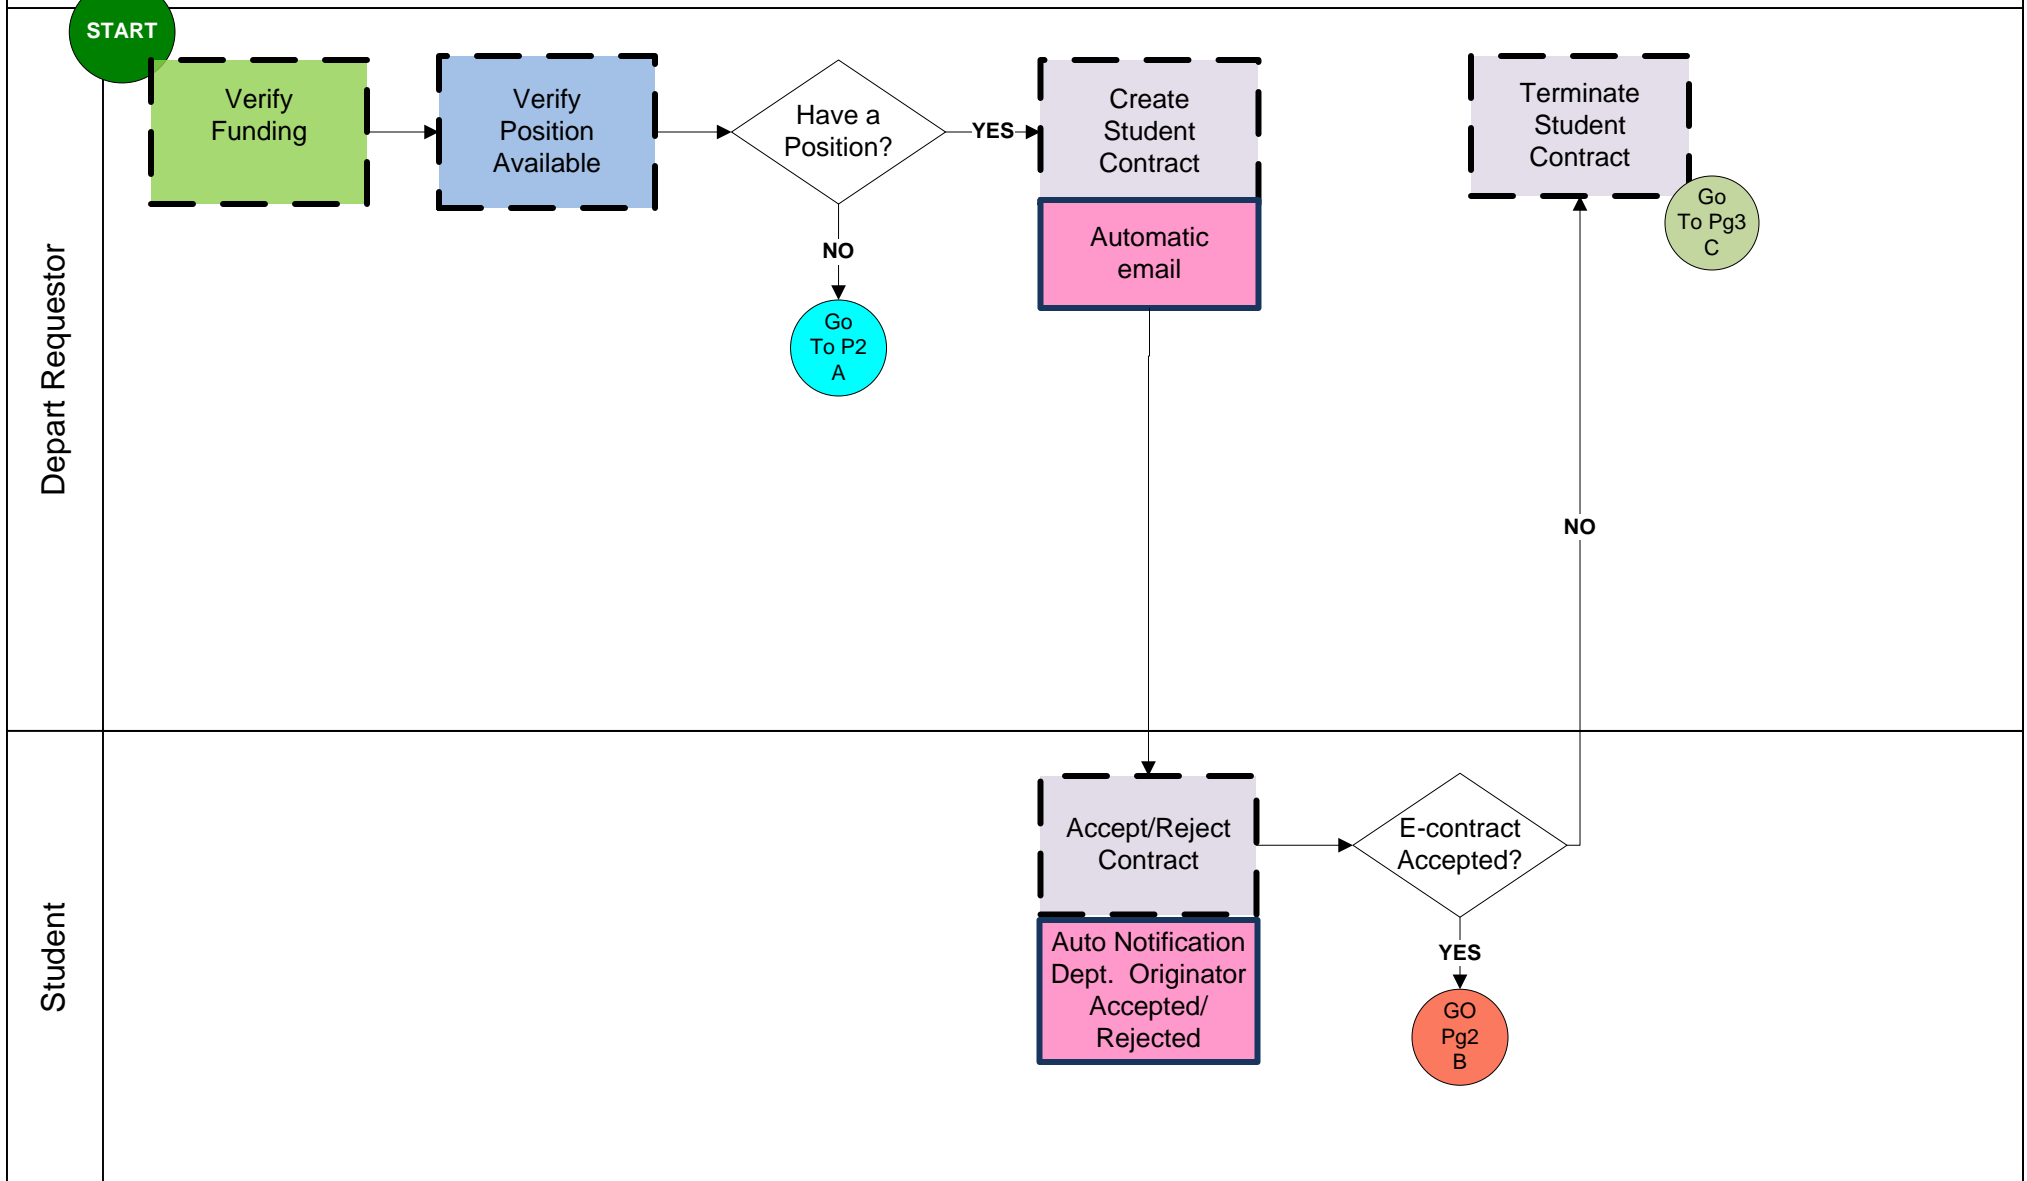 START
Verify
Funding
Verify
Position
Available
Have a
Position?
YES
Create
Student
Contract
Terminate
Student
Contract
Go
To Pg3
C
Automatic
email
NO
Go
To P2
A
Depart Requestor
NO
Accept/Reject
Contract
E-contract
Accepted?
Auto Notification
Dept.  Originator
Accepted/
Rejected
YES
GO
Pg2
B
Student